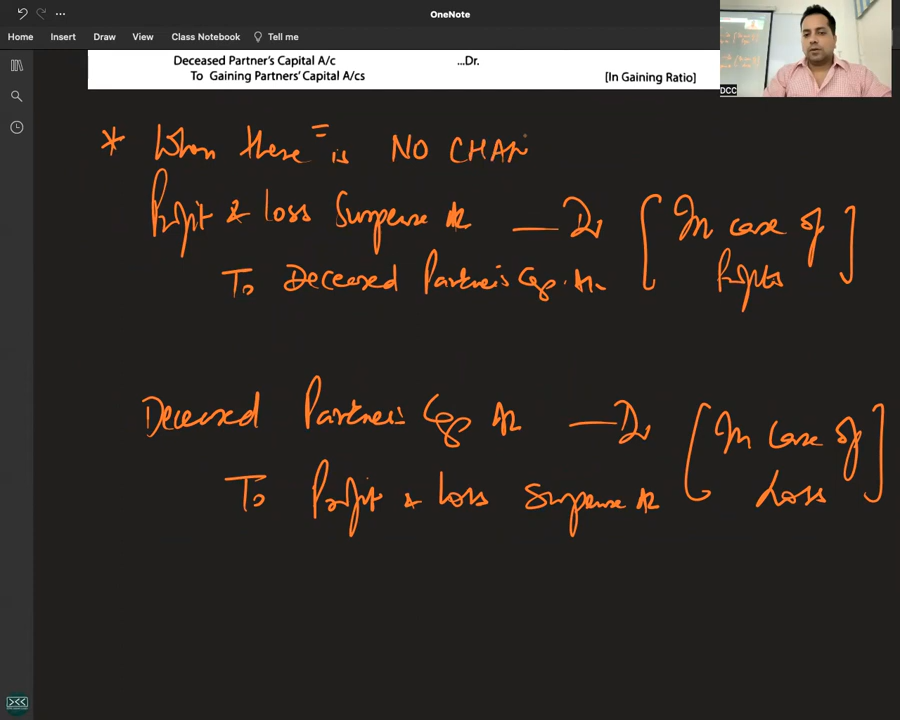 OneNote
Home Insert Draw View Class Notebook Tell me
Deceased Partner's Capital A/c ...Dr.
To Gaining Partners' Capital A/cs [In Gaining Ratio]
DCC
* When there is NO CHAN
Profit & Loss Suspense A/c — Dr [In case of
To Deceased Partner's Cap. A/c Profits]
Deceased Partner's Cap A/c — Dr [In case of
To Profit & Loss Suspense A/c Loss]